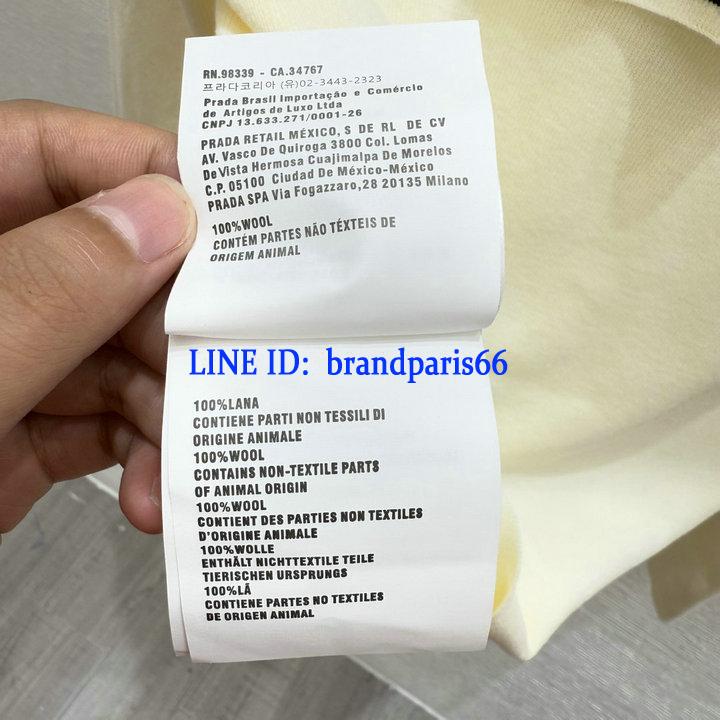 RN.98339 - CA.34767
프라다코리아 (유)02-3443-2323
Prada Brasil Importação e Comércio
de Artigos de Luxo Ltda
CNPJ 13.633.271/0001-26
PRADA RETAIL MÉXICO, S DE RL DE CV
AV. Vasco De Quiroga 3800 Col. Lomas
De Vista Hermosa Cuajimalpa De Morelos
C.P. 05100 Ciudad De México-México
PRADA SPA Via Fogazzaro,28 20135 Milano
100%WOOL
CONTÉM PARTES NÃO TÉXTEIS DE
ORIGEM ANIMAL
LINE ID: brandparis66
100%LANA
CONTIENE PARTI NON TESSILI DI
ORIGINE ANIMALE
100%WOOL
CONTAINS NON-TEXTILE PARTS
OF ANIMAL ORIGIN
100%WOOL
CONTIENT DES PARTIES NON TEXTILES
D'ORIGINE ANIMALE
100%WOLLE
ENTHÄLT NICHTTEXTILE TEILE
TIERISCHEN URSPRUNGS
100%LÃ
CONTIENE PARTES NO TEXTILES
DE ORIGEN ANIMAL